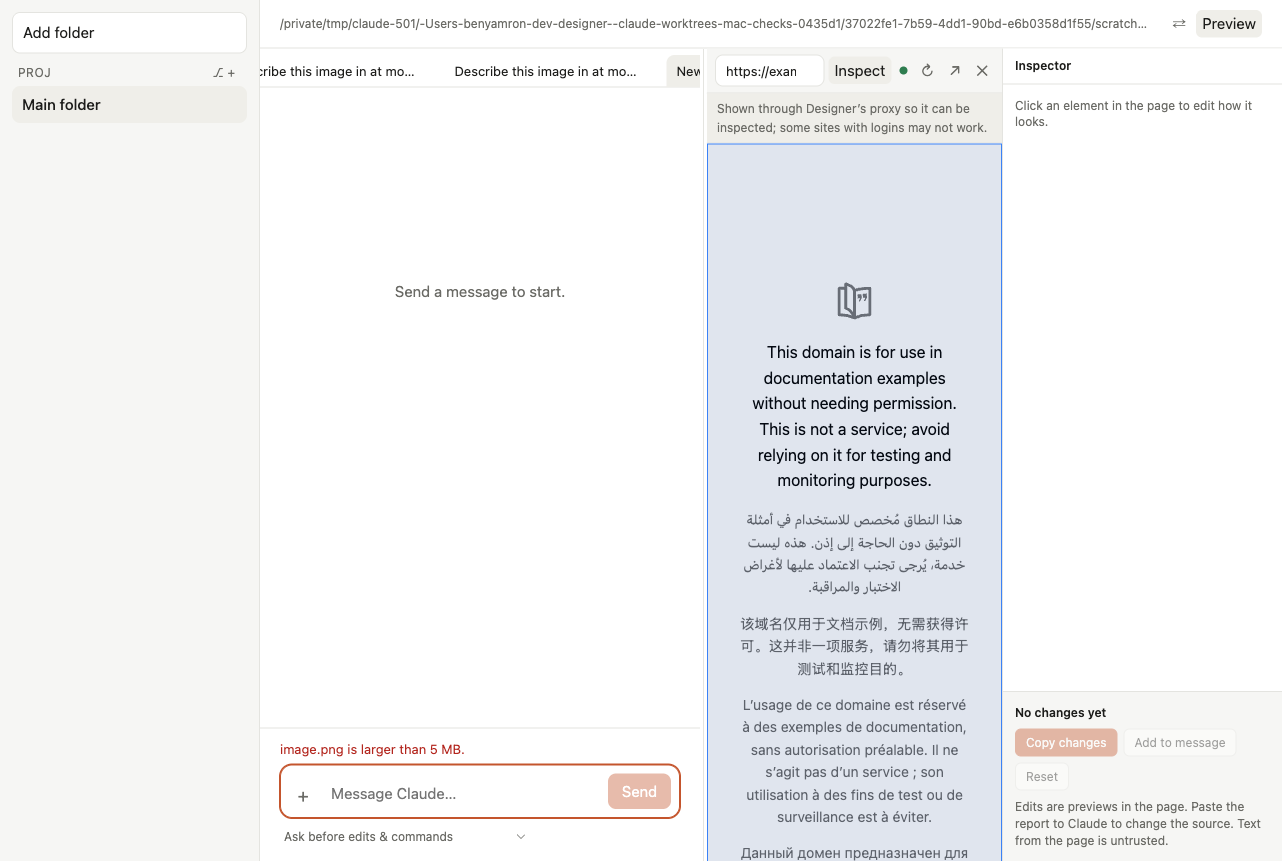 Add folder
PROJ
Main folder
/private/tmp/claude-501/-Users-benyamron-dev-designer--claude-worktrees-mac-checks-0435d1/37022fe1-7b59-4dd1-90bd-e6b0358d1f55/scratch…
Preview
cribe this image in at mo…
Describe this image in at mo…
New
Send a message to start.
image.png is larger than 5 MB.
+
Message Claude…
Send
Ask before edits & commands
https://exan
Inspect
Shown through Designer's proxy so it can be
inspected; some sites with logins may not work.
This domain is for use in
documentation examples
without needing permission.
This is not a service; avoid
relying on it for testing and
monitoring purposes.
هذا النطاق مُخصص للاستخدام في أمثلة
التوثيق دون الحاجة إلى إذن. هذه ليست
خدمة، يُرجى تجنب الاعتماد عليها لأغراض
الاختبار والمراقبة.
该域名仅用于文档示例，无需获得许
可。这并非一项服务，请勿将其用于
测试和监控目的。
L'usage de ce domaine est réservé
à des exemples de documentation,
sans autorisation préalable. Il ne
s'agit pas d'un service ; son
utilisation à des fins de test ou de
surveillance est à éviter.
Данный домен предназначен для
Inspector
Click an element in the page to edit how it
looks.
No changes yet
Copy changes
Add to message
Reset
Edits are previews in the page. Paste the
report to Claude to change the source. Text
from the page is untrusted.